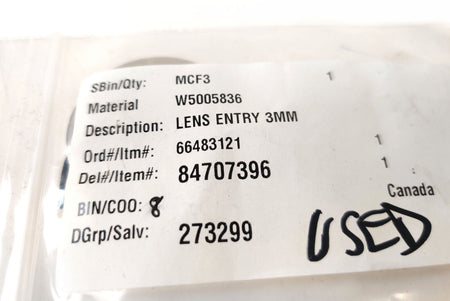 SBin/Qty: MCF3 1
Material W5005836
Description: LENS ENTRY 3MM
Ord#/Itm#: 66483121 1
Del#/Item#: 84707396 1
Canada
BIN/COO: 8
DGrp/Salv: 273299 USED